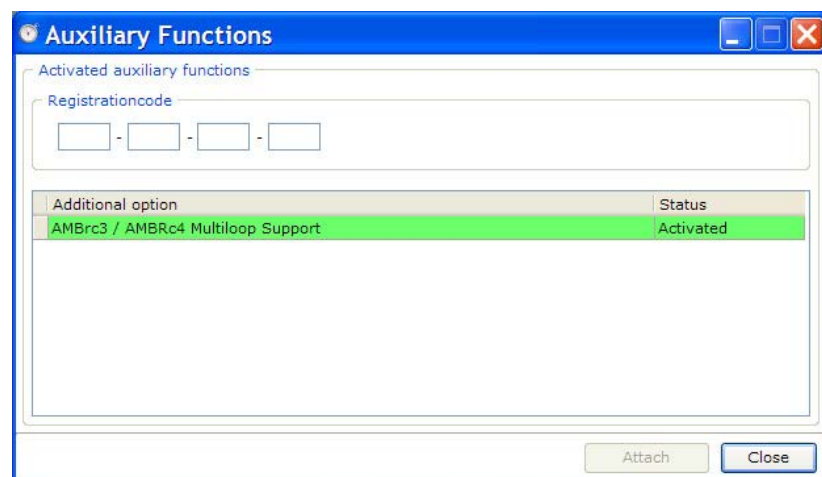 Auxiliary Functions
Activated auxiliary functions
Registrationcode
- - -
Additional option Status
AMBrc3 / AMBRc4 Multiloop Support Activated
Attach Close